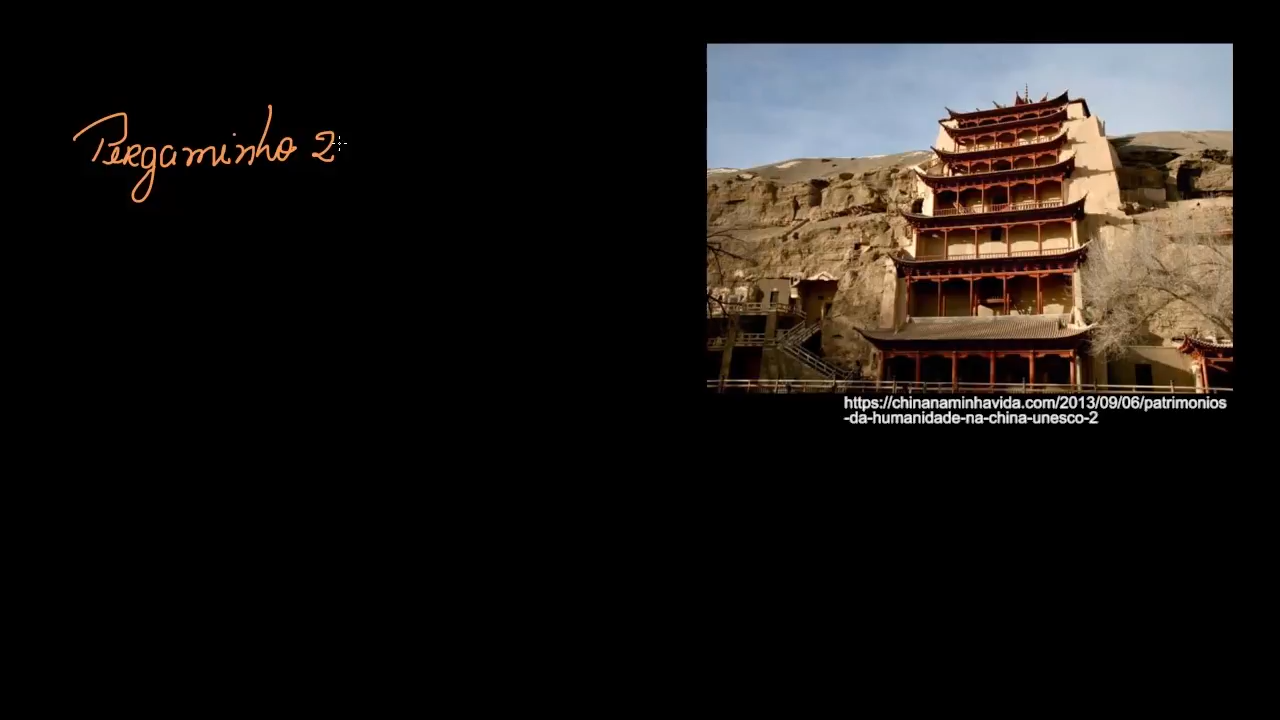 Pergaminho 2
https://chinanaminhavida.com/2013/09/06/patrimonios
-da-humanidade-na-china-unesco-2